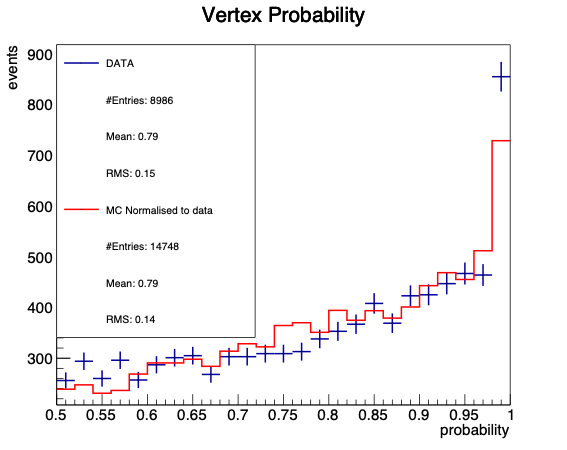 Vertex Probability
events
900
800
700
600
500
400
300
DATA
#Entries: 8986
Mean: 0.79
RMS: 0.15
MC Normalised to data
#Entries: 14748
Mean: 0.79
RMS: 0.14
0.5 0.55 0.6 0.65 0.7 0.75 0.8 0.85 0.9 0.95 1
probability